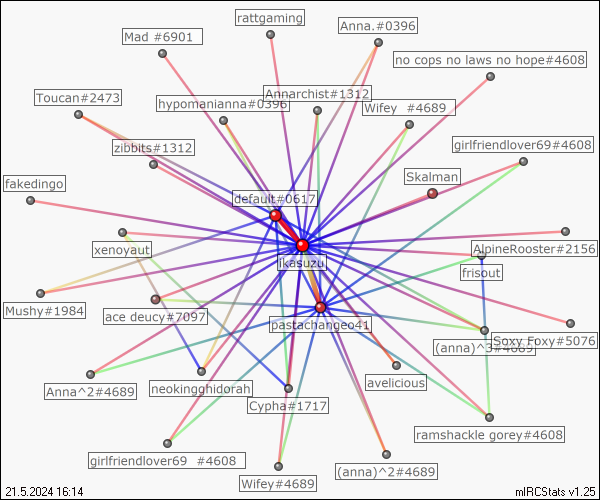 rattgaming
Anna.#0396
Mad #6901
no cops no laws no hope#4608
Annarchist#1312
Toucan#2473
hypomanianna#0396
Wifey  #4689
zibbits#1312
girlfriendlover69#4608
Skalman
fakedingo
default#0617
xenoyaut
AlpineRooster#2156
ikasuzu
frisout
Mushy#1984
ace deucy#7097
pastachangeo41
(anna)^3#4689
Soxy Foxy#5076
avelicious
Anna^2#4689
neokingghidorah
Cypha#1717
ramshackle gorey#4608
girlfriendlover69  #4608
(anna)^2#4689
Wifey#4689
21.5.2024 16:14
mIRCStats v1.25